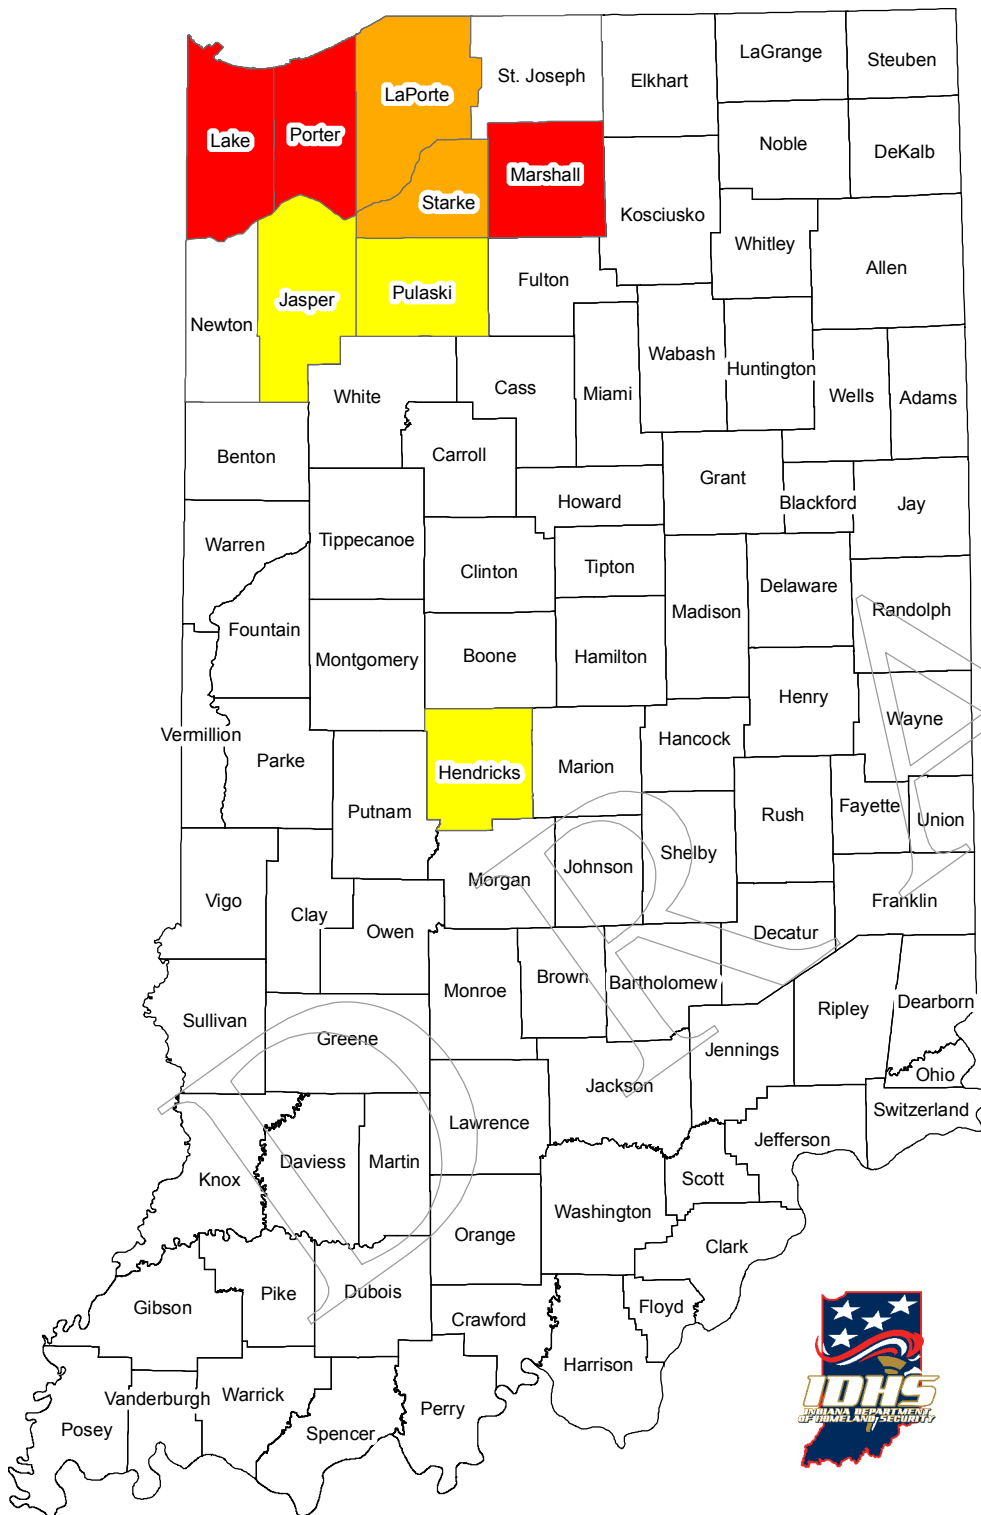 LaGrange
Steuben
St. Joseph
Elkhart
LaPorte
Lake
Porter
Noble
DeKalb
Marshall
Starke
Kosciusko
Whitley
Allen
Fulton
Pulaski
Jasper
Newton
Wabash
Huntington
White
Cass
Miami
Wells
Adams
Benton
Carroll
Grant
Howard
Blackford
Jay
Warren
Tippecanoe
Clinton
Tipton
Delaware
Madison
Randolph
Fountain
Montgomery
Boone
Hamilton
Henry
Wayne
Vermillion
Parke
Hancock
Hendricks
Marion
Putnam
Rush
Fayette
Union
Shelby
Johnson
Morgan
Vigo
Clay
Owen
Franklin
Decatur
Brown
Bartholomew
Monroe
Ripley
Dearborn
Sullivan
Greene
Jennings
Ohio
Jackson
Switzerland
Lawrence
Jefferson
Daviess
Martin
Knox
Scott
Washington
Orange
Clark
Pike
Dubois
Gibson
Floyd
Crawford
Harrison
Vanderburgh
Warrick
Perry
Posey
Spencer
IDHS
INDIANA DEPARTMENT
OF HOMELAND SECURITY
DRA